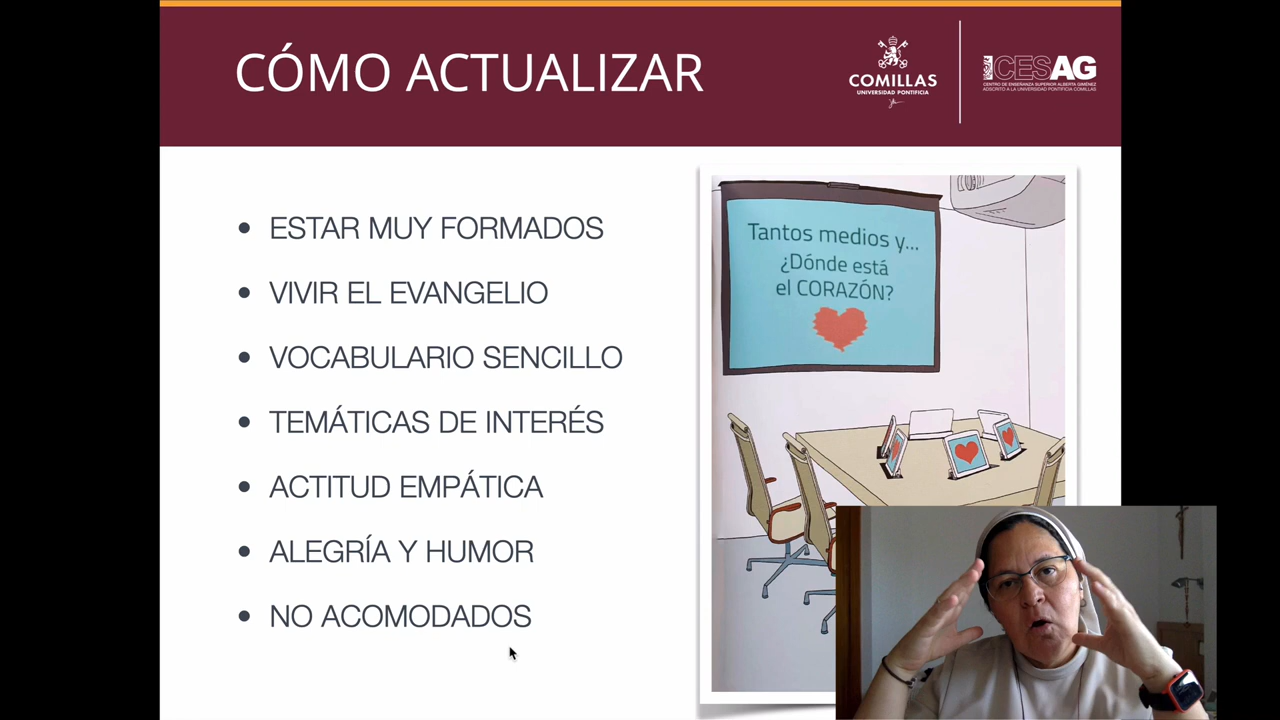 CÓMO ACTUALIZAR
COMILLAS
UNIVERSIDAD PONTIFICIA
CESAG
CENTRO DE ENSEÑANZA SUPERIOR ALBERTA GIMÉNEZ
ADSCRITO A LA UNIVERSIDAD PONTIFICIA COMILLAS
• ESTAR MUY FORMADOS
• VIVIR EL EVANGELIO
• VOCABULARIO SENCILLO
• TEMÁTICAS DE INTERÉS
• ACTITUD EMPÁTICA
• ALEGRÍA Y HUMOR
• NO ACOMODADOS
Tantos medios y...
¿Dónde está
el CORAZÓN?